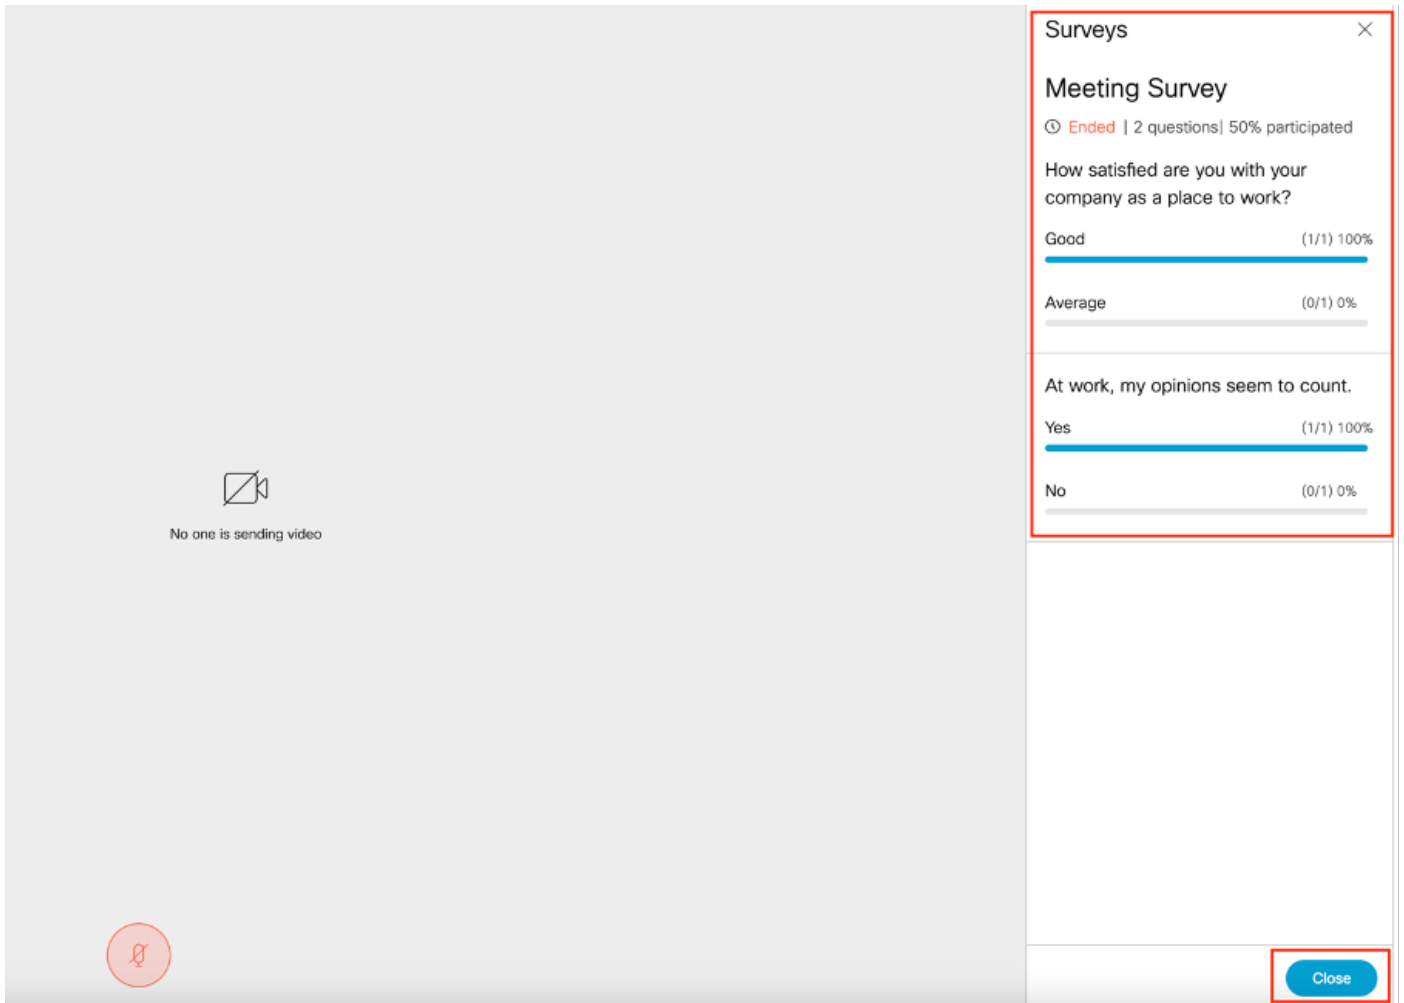 No one is sending video
Surveys
Meeting Survey
Ended | 2 questions| 50% participated
How satisfied are you with your
company as a place to work?
Good (1/1) 100%
Average (0/1) 0%
At work, my opinions seem to count.
Yes (1/1) 100%
No (0/1) 0%
Close